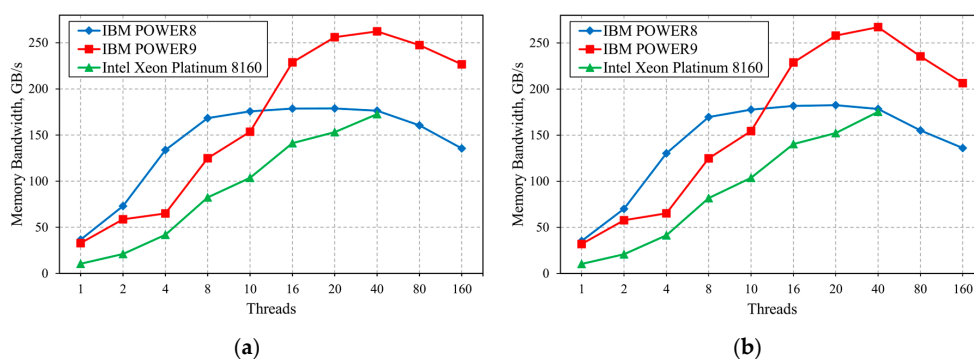 IBM POWER8
IBM POWER9
Intel Xeon Platinum 8160
Memory Bandwidth, GB/s
250
200
150
100
50
0
1 2 4 8 10 16 20 40 80 160
Threads
(a)
IBM POWER8
IBM POWER9
Intel Xeon Platinum 8160
Memory Bandwidth, GB/s
250
200
150
100
50
0
1 2 4 8 10 16 20 40 80 160
Threads
(b)